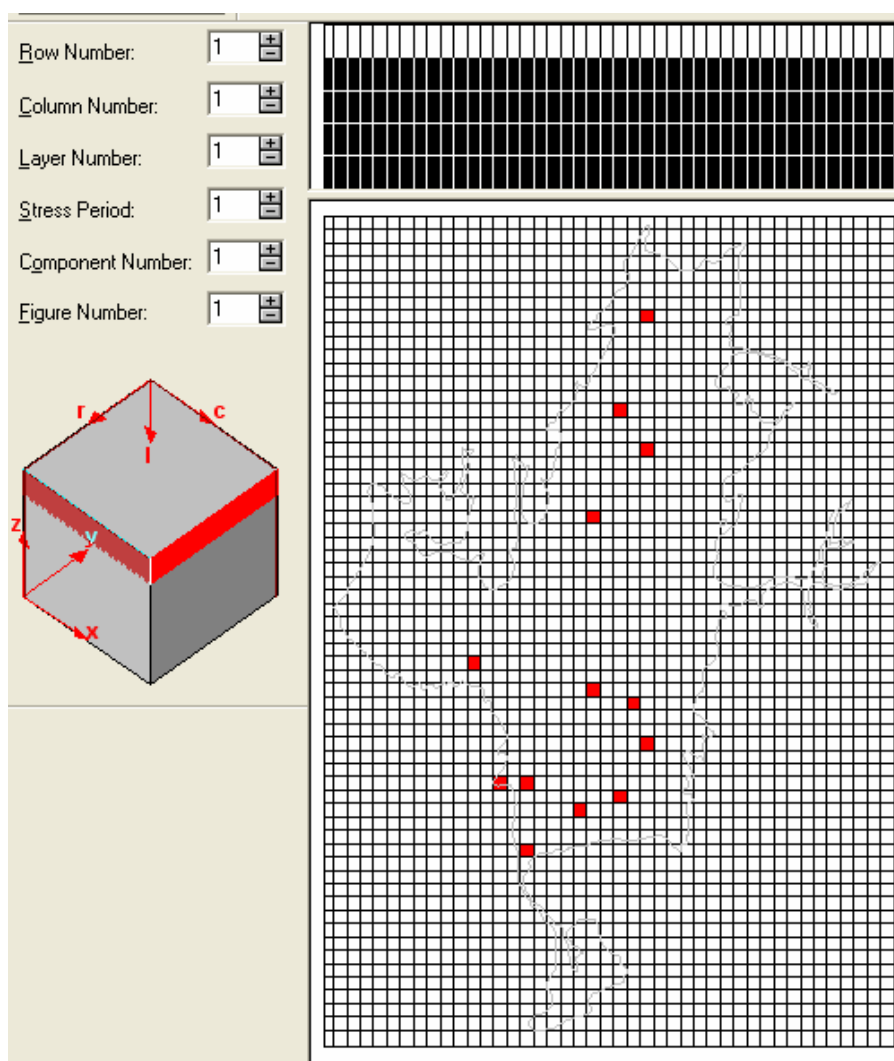 Row Number: 1
Column Number: 1
Layer Number: 1
Stress Period: 1
Component Number: 1
Figure Number: 1
r c
l
z y
x